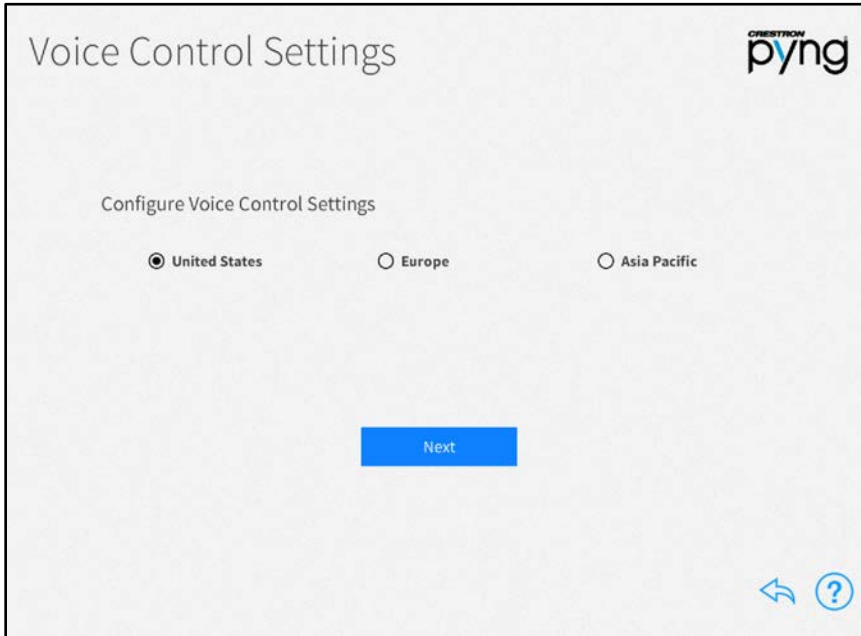 Voice Control Settings
CRESTRON
pyng
Configure Voice Control Settings
United States Europe Asia Pacific
Next
?